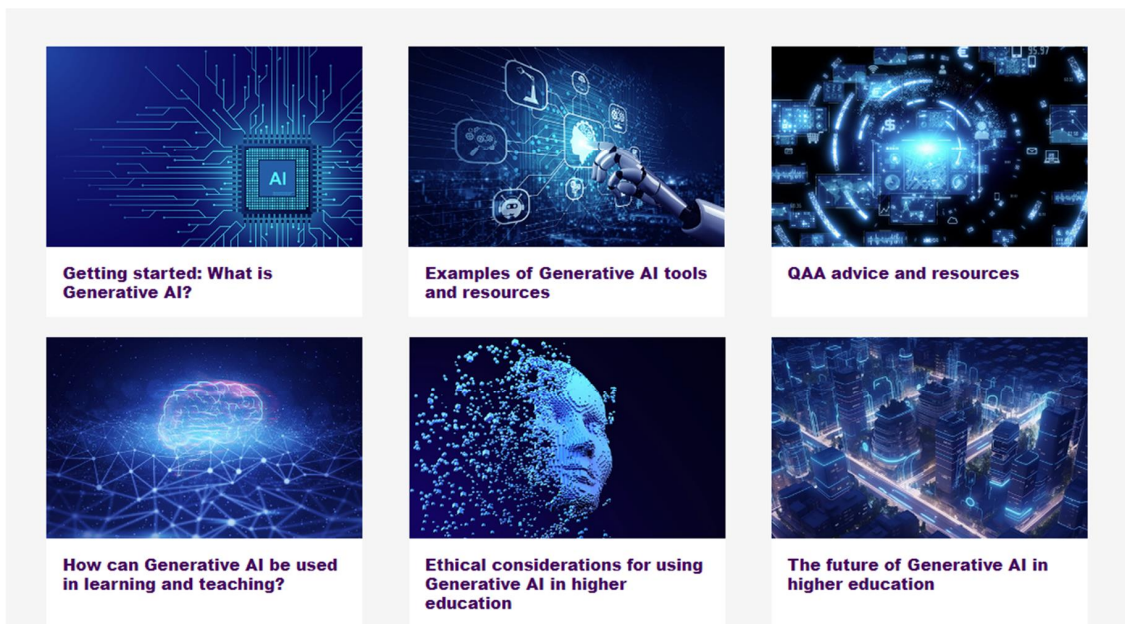 AI
95.97
$
Getting started: What is
Generative AI?
Examples of Generative AI tools
and resources
QAA advice and resources
How can Generative AI be used
in learning and teaching?
Ethical considerations for using
Generative AI in higher
education
The future of Generative AI in
higher education